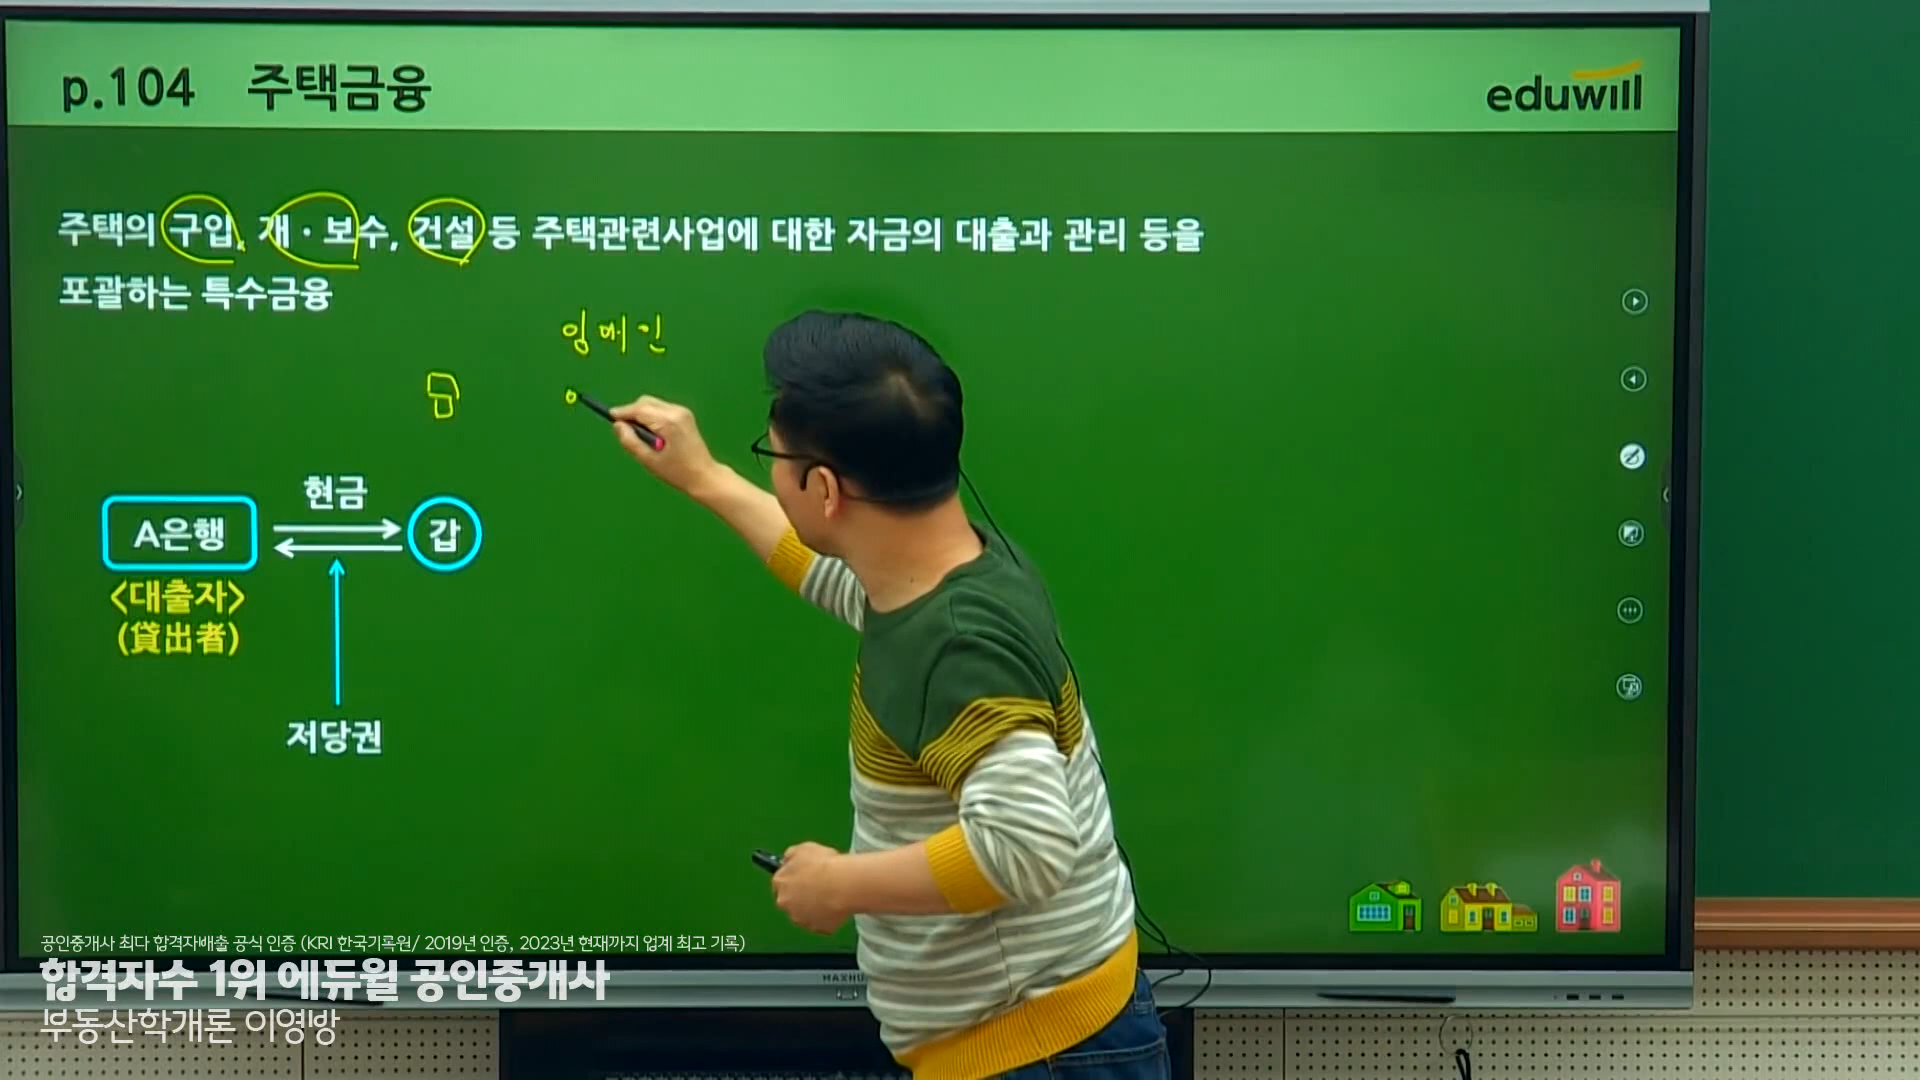 p.104 주택금융
eduwill
주택의 구입, 개·보수, 건설 등 주택관련사업에 대한 자금의 대출과 관리 등을
포괄하는 특수금융
임매인
현금
A은행
갑
<대출자>
(貸出者)
저당권
공인중개사 최다 합격자배출 공식 인증 (KRI 한국기록원/ 2019년 인증, 2023년 현재까지 업계 최고 기록)
합격자수 1위 에듀윌 공인중개사
부동산학개론 이영방